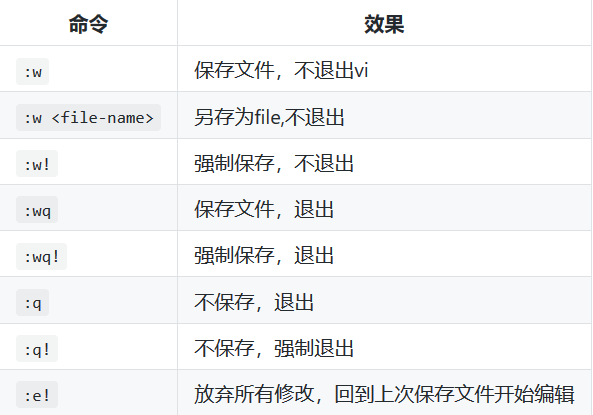 命令 效果
:w 保存文件，不退出vi
:w <file-name> 另存为file,不退出
:w! 强制保存，不退出
:wq 保存文件，退出
:wq! 强制保存，退出
:q 不保存，退出
:q! 不保存，强制退出
:e! 放弃所有修改，回到上次保存文件开始编辑